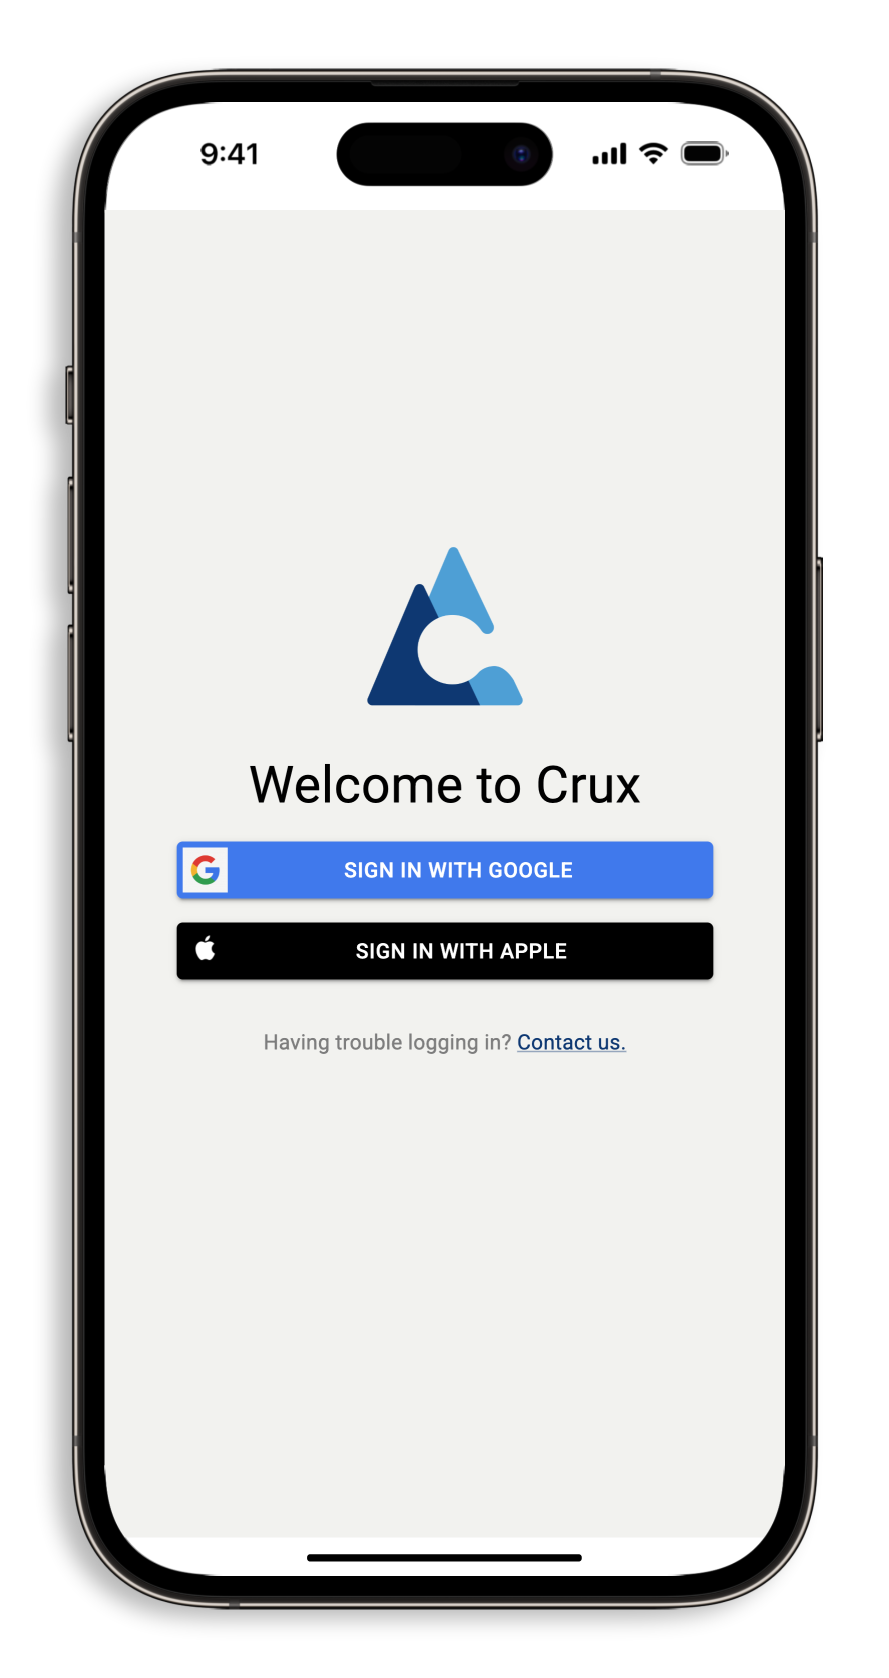 9:41
Welcome to Crux
SIGN IN WITH GOOGLE
SIGN IN WITH APPLE
Having trouble logging in? Contact us.